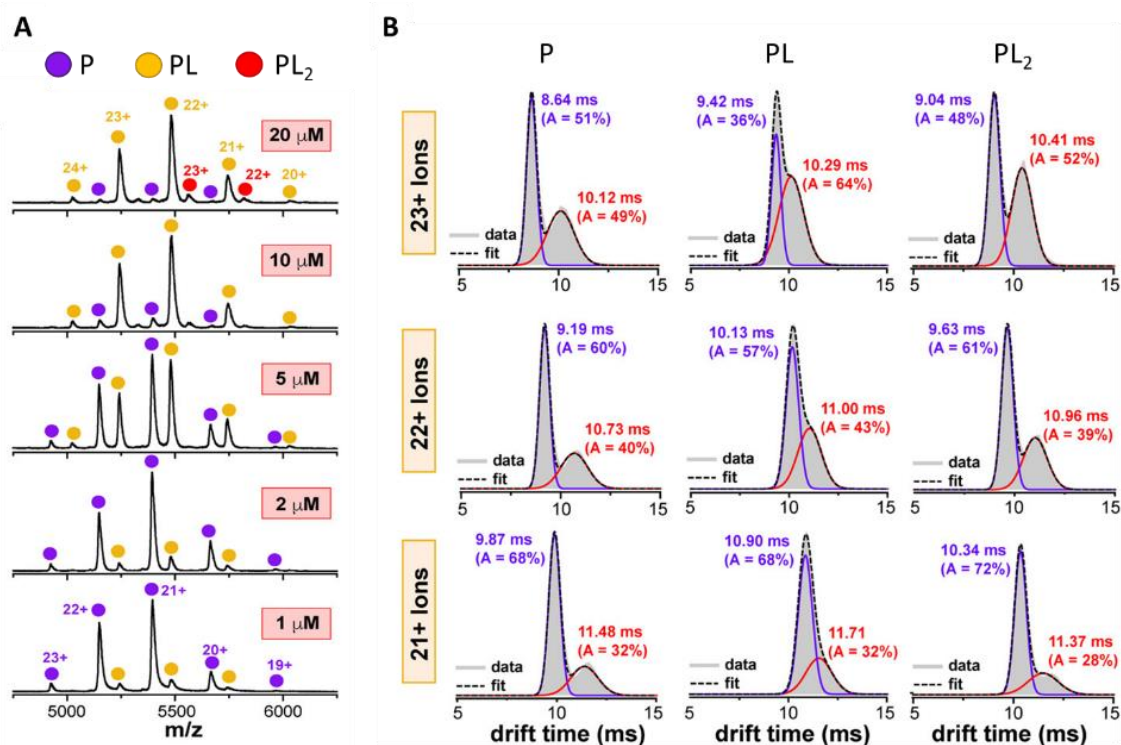 A
P
PL
PL2
23+
22+
20 μM
24+
21+
23+
22+
20+
10 μM
5 μM
2 μM
22+
21+
1 μM
23+
20+
19+
5000
5500
6000
m/z
B
P
PL
PL2
23+ Ions
8.64 ms
(A = 51%)
10.12 ms
(A = 49%)
data
fit
5
10
15
9.42 ms
(A = 36%)
10.29 ms
(A = 64%)
data
fit
5
10
15
9.04 ms
(A = 48%)
10.41 ms
(A = 52%)
data
fit
5
10
15
22+ Ions
9.19 ms
(A = 60%)
10.73 ms
(A = 40%)
data
fit
5
10
15
10.13 ms
(A = 57%)
11.00 ms
(A = 43%)
data
fit
5
10
15
9.63 ms
(A = 61%)
10.96 ms
(A = 39%)
data
fit
5
10
15
21+ Ions
9.87 ms
(A = 68%)
11.48 ms
(A = 32%)
data
fit
5
10
15
drift time (ms)
10.90 ms
(A = 68%)
11.71
(A = 32%)
data
fit
5
10
15
drift time (ms)
10.34 ms
(A = 72%)
11.37 ms
(A = 28%)
data
fit
5
10
15
drift time (ms)